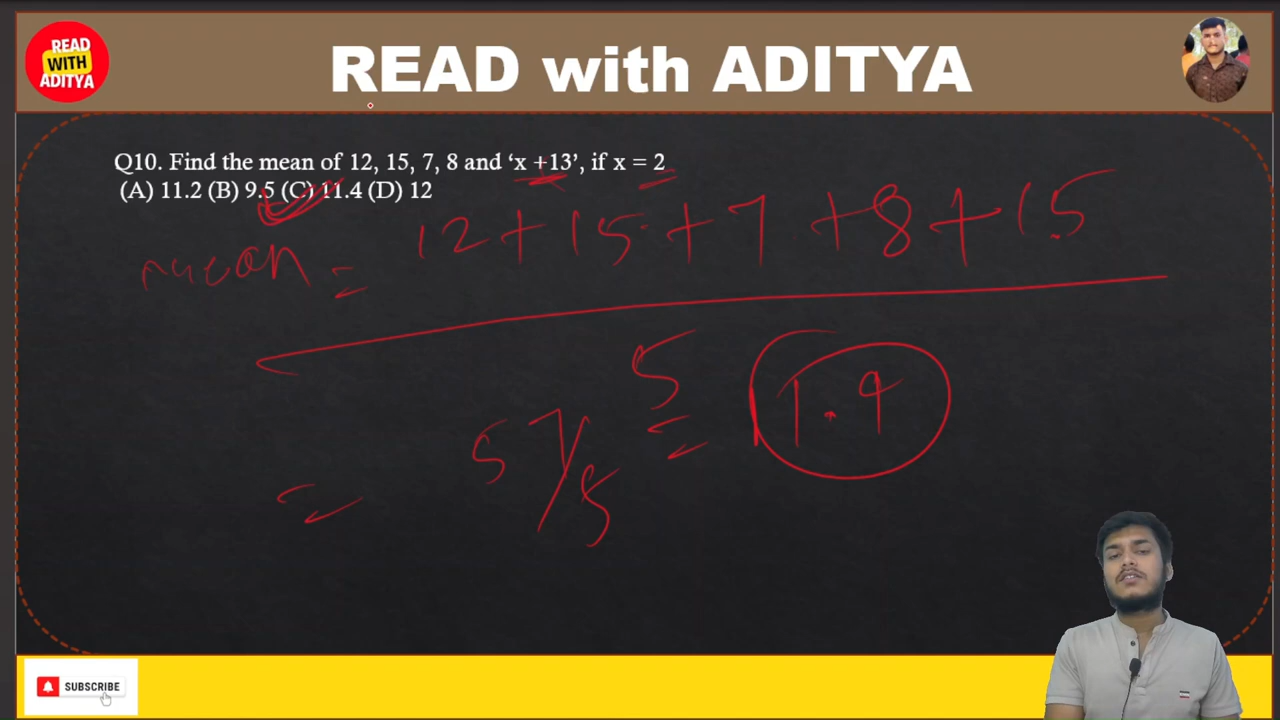 READ
WITH
ADITYA
READ with ADITYA
Q10. Find the mean of 12, 15, 7, 8 and ‘x +13’, if x = 2
(A) 11.2 (B) 9.5 (C) 11.4 (D) 12
mean = 12+15+7+8+15
5
= 57/5 = 1.4
SUBSCRIBE